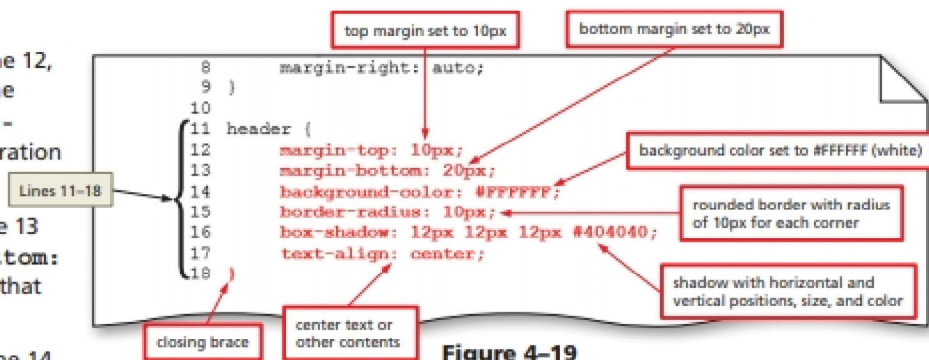 top margin set to 10px
bottom margin set to 20px
e 12,
e
-
ration
Lines 11–18
e 13
tom:
that
e 14
8 margin-right: auto;
9 }
10
11 header {
12 margin-top: 10px;
13 margin-bottom: 20px;
14 background-color: #FFFFFF;
15 border-radius: 10px;
16 box-shadow: 12px 12px 12px #404040;
17 text-align: center;
18 }
background color set to #FFFFFF (white)
rounded border with radius
of 10px for each corner
shadow with horizontal and
vertical positions, size, and color
closing brace
center text or
other contents
Figure 4–19